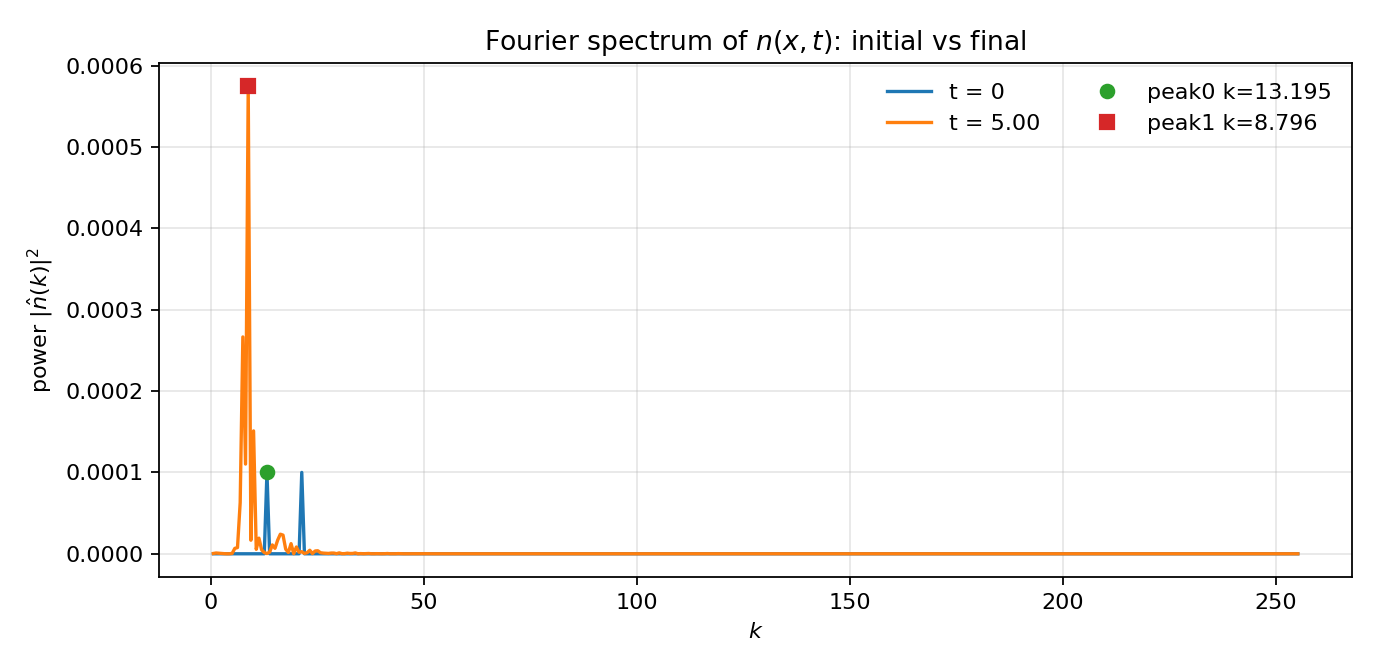 Fourier spectrum of n(x, t): initial vs final
power |n̂(k)|²
0.0006
0.0005
0.0004
0.0003
0.0002
0.0001
0.0000
t = 0
t = 5.00
peak0 k=13.195
peak1 k=8.796
0 50 100 150 200 250
k